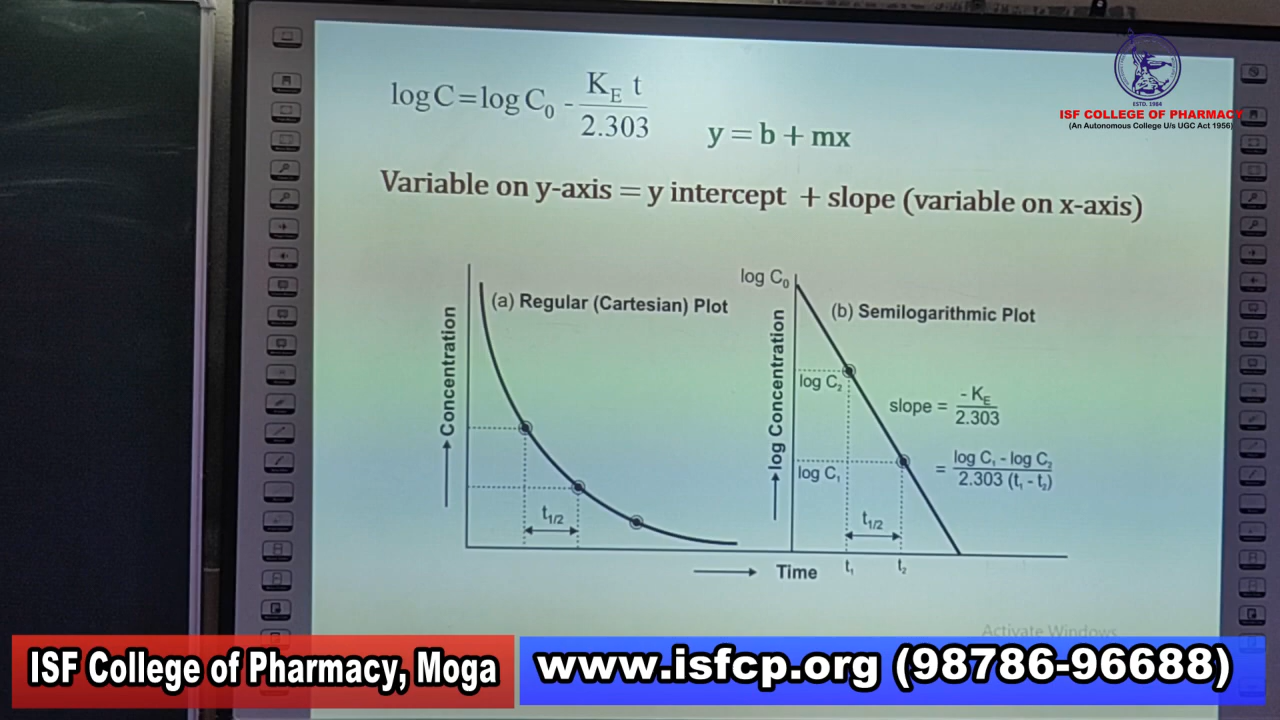 log C = log C₀ - K_E t / 2.303
y = b + mx
Variable on y-axis = y intercept + slope (variable on x-axis)
ESTD. 1984
ISF COLLEGE OF PHARMACY
(An Autonomous College U/s UGC Act 1956)
(a) Regular (Cartesian) Plot
Concentration
t₁/₂
log C₀
(b) Semilogarithmic Plot
log Concentration
log C₂
log C₁
slope = - K_E / 2.303
= log C₁ - log C₂ / 2.303 (t₁ - t₂)
t₁/₂
Time
t₁
t₂
Activate Windows
ISF College of Pharmacy, Moga
www.isfcp.org (98786-96688)